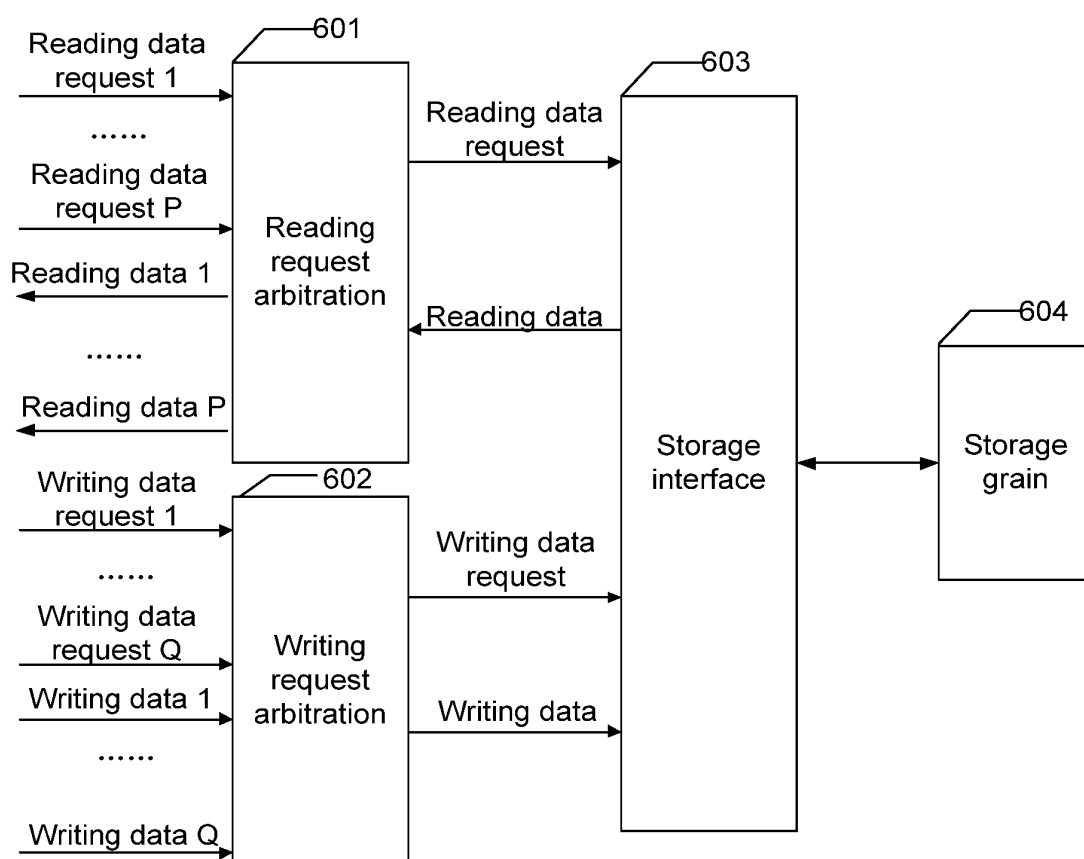 601
Reading data
request 1
......
Reading data
request P
Reading data 1
......
Reading data P
Reading
request
arbitration
Reading data
request
Reading data
602
Writing data
request 1
......
Writing data
request Q
Writing data 1
......
Writing data Q
Writing
request
arbitration
Writing data
request
Writing data
603
Storage
interface
604
Storage
grain